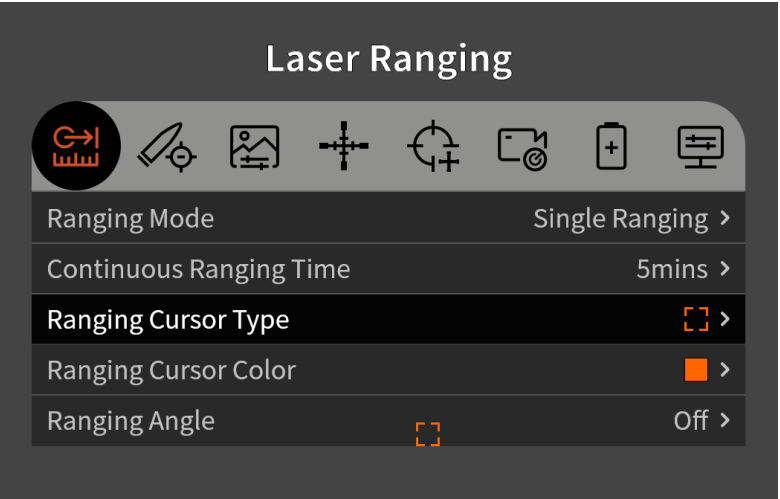 Laser Ranging
Ranging Mode Single Ranging >
Continuous Ranging Time 5mins >
Ranging Cursor Type >
Ranging Cursor Color >
Ranging Angle Off >